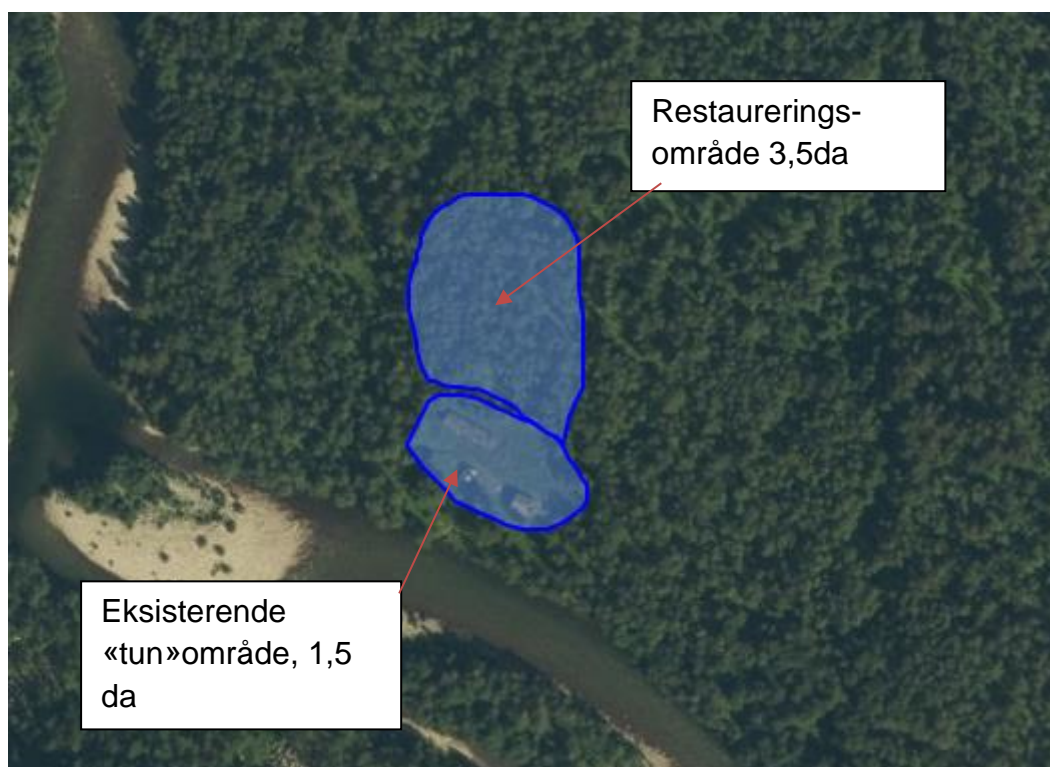 Restaurerings-
område 3,5da
Eksisterende
«tun»område, 1,5
da